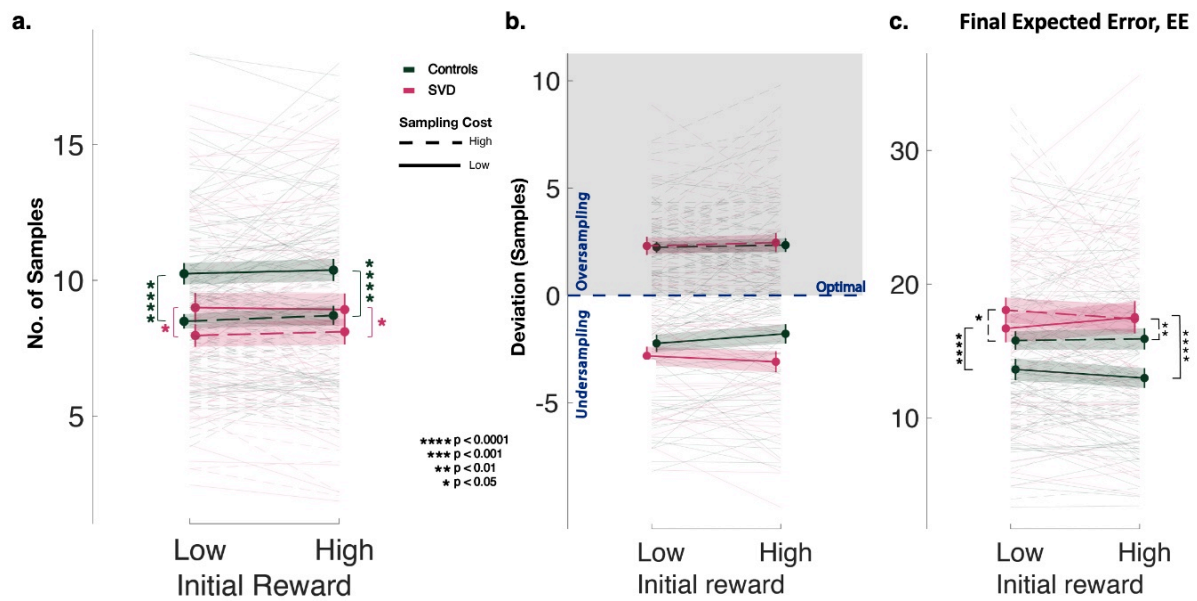 a.
No. of Samples
15
10
5
****
*
****
*
Low
High
Initial Reward
Controls
SVD
Sampling Cost
High
Low
**** p < 0.0001
*** p < 0.001
** p < 0.01
* p < 0.05
b.
Deviation (Samples)
10
5
0
-5
Oversampling
Undersampling
Optimal
Low
High
Initial reward
c.
Final Expected Error, EE
30
20
10
*
****
**
****
Low
High
Initial reward